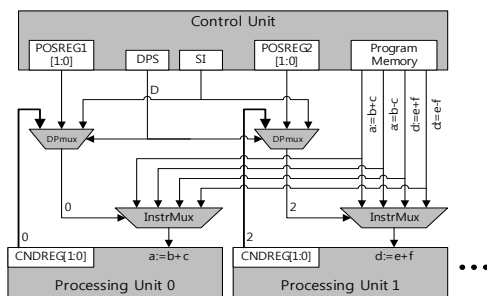 Control Unit
POSREG1
[1:0]
DPS
SI
POSREG2
[1:0]
Program
Memory
D
a:=b+c
a:=b-c
d:=e+f
d:=e-f
DPmux
DPmux
0
2
InstrMux
InstrMux
0
2
CNDREG[1:0]
a:=b+c
CNDREG[1:0]
d:=e+f
Processing Unit 0
Processing Unit 1